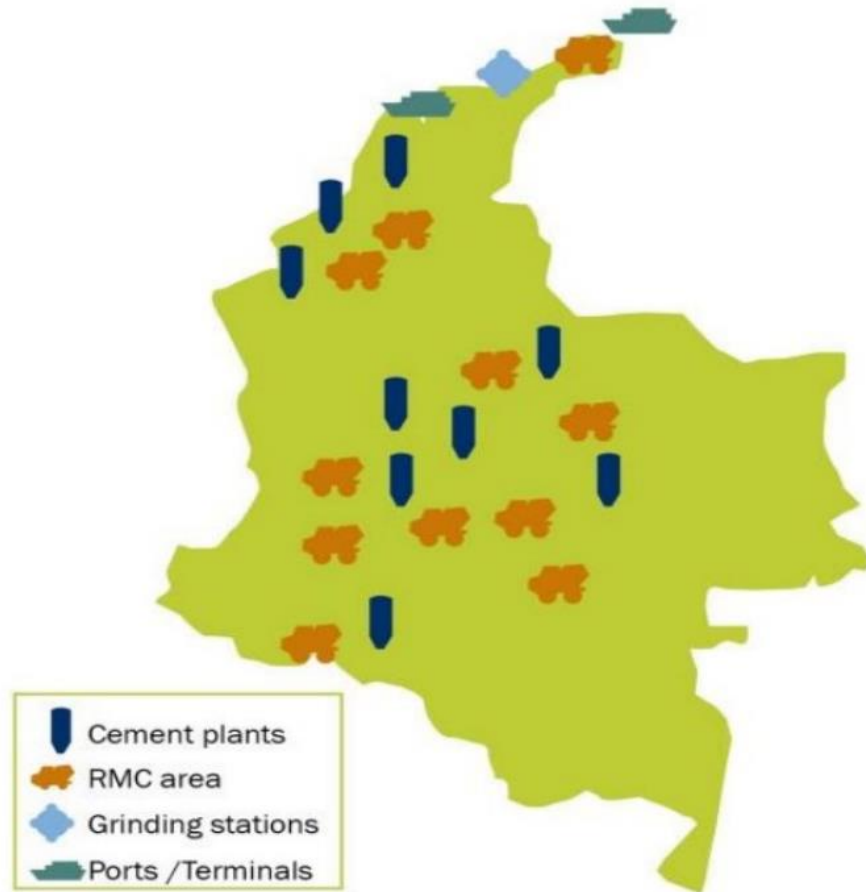 Cement plants
RMC area
Grinding stations
Ports /Terminals